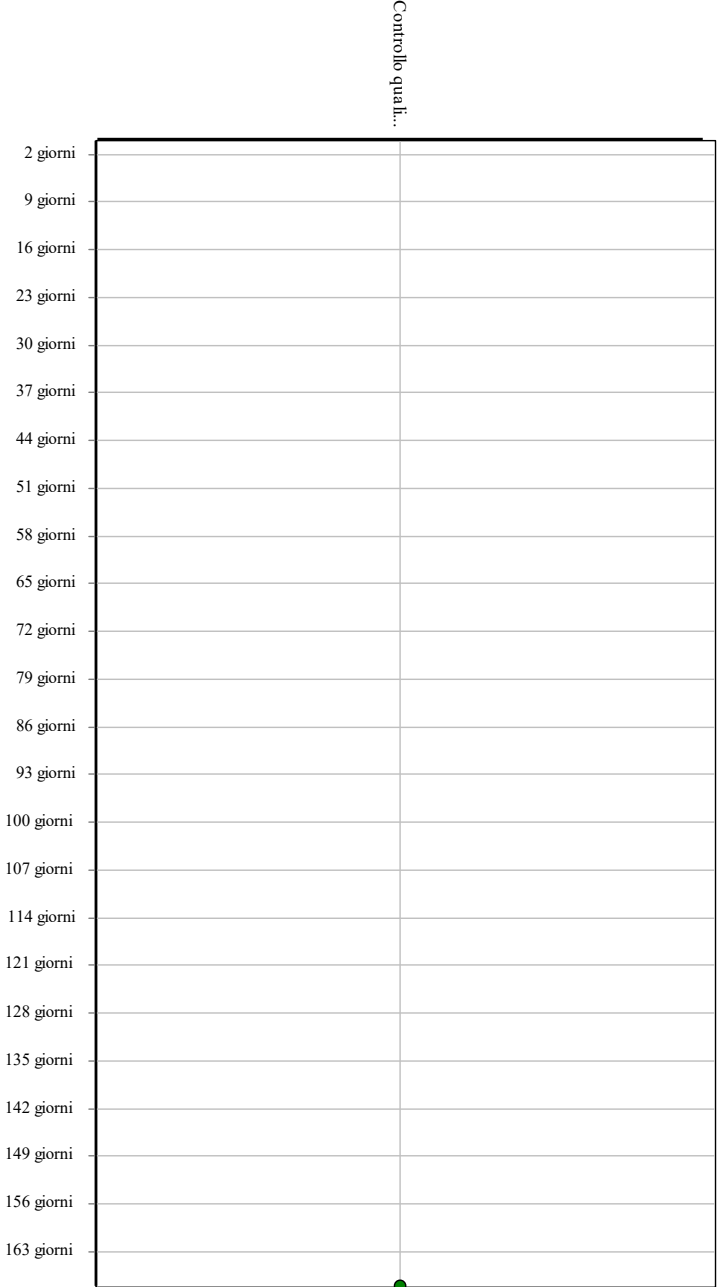 Controllo quali...
2 giorni
9 giorni
16 giorni
23 giorni
30 giorni
37 giorni
44 giorni
51 giorni
58 giorni
65 giorni
72 giorni
79 giorni
86 giorni
93 giorni
100 giorni
107 giorni
114 giorni
121 giorni
128 giorni
135 giorni
142 giorni
149 giorni
156 giorni
163 giorni